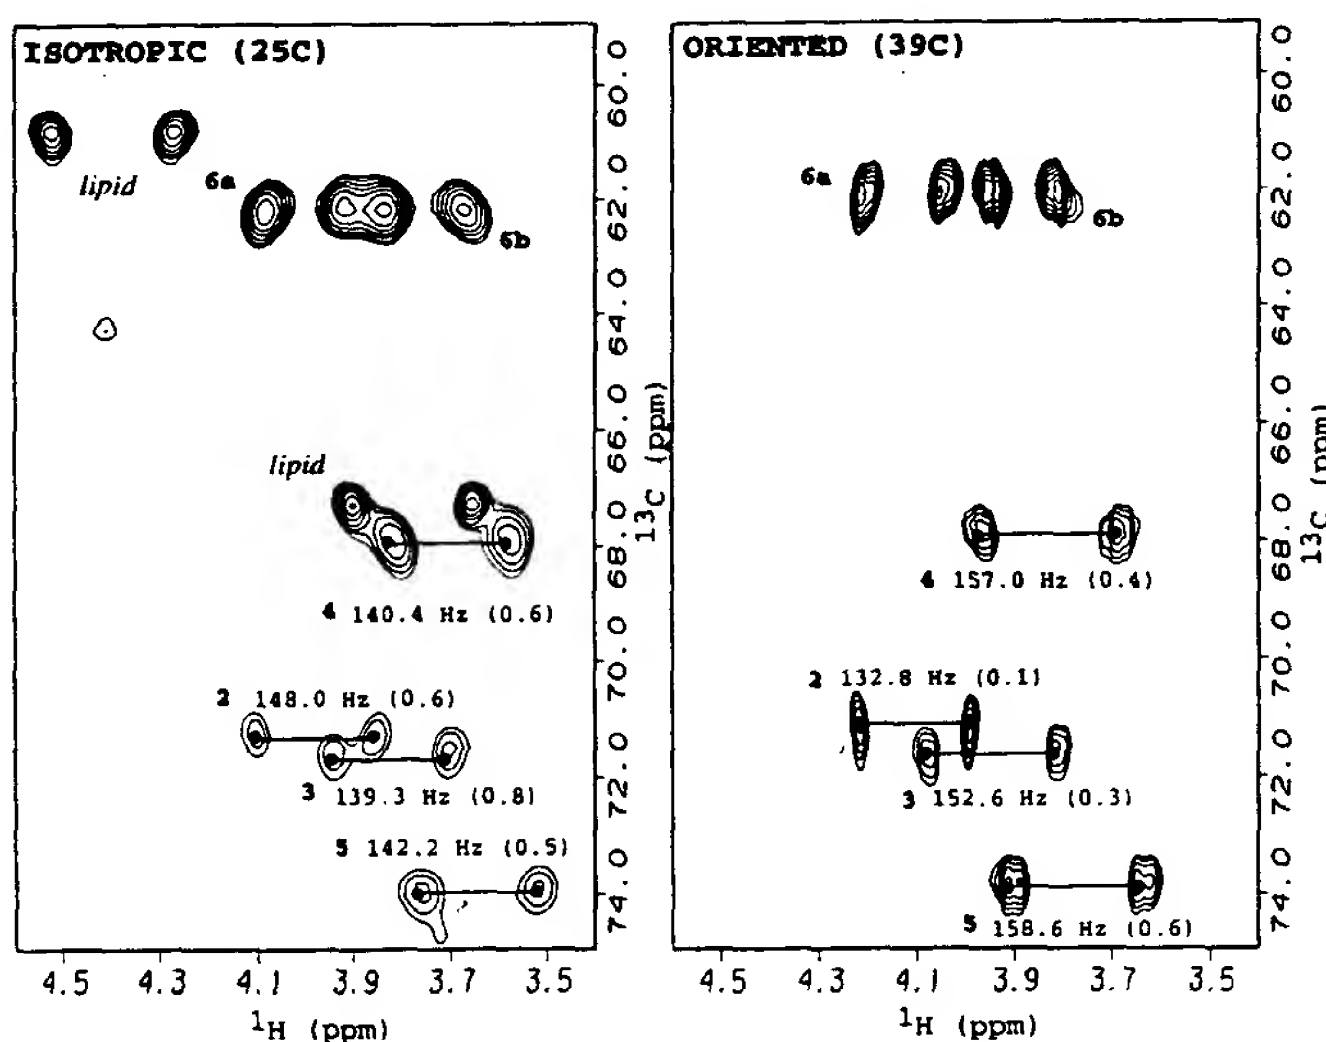 ISOTROPIC (25C)
lipid
6a
6b
lipid
4 140.4 Hz (0.6)
2 148.0 Hz (0.6)
3 139.3 Hz (0.8)
5 142.2 Hz (0.5)
4.5 4.3 4.1 3.9 3.7 3.5
1H (ppm)
60.0
62.0
64.0
66.0
68.0
70.0
72.0
74.0
13C (ppm)
ORIENTED (39C)
6a
6b
4 157.0 Hz (0.4)
2 132.8 Hz (0.1)
3 152.6 Hz (0.3)
5 158.6 Hz (0.6)
4.5 4.3 4.1 3.9 3.7 3.5
1H (ppm)
60.0
62.0
64.0
66.0
68.0
70.0
72.0
74.0
13C (ppm)